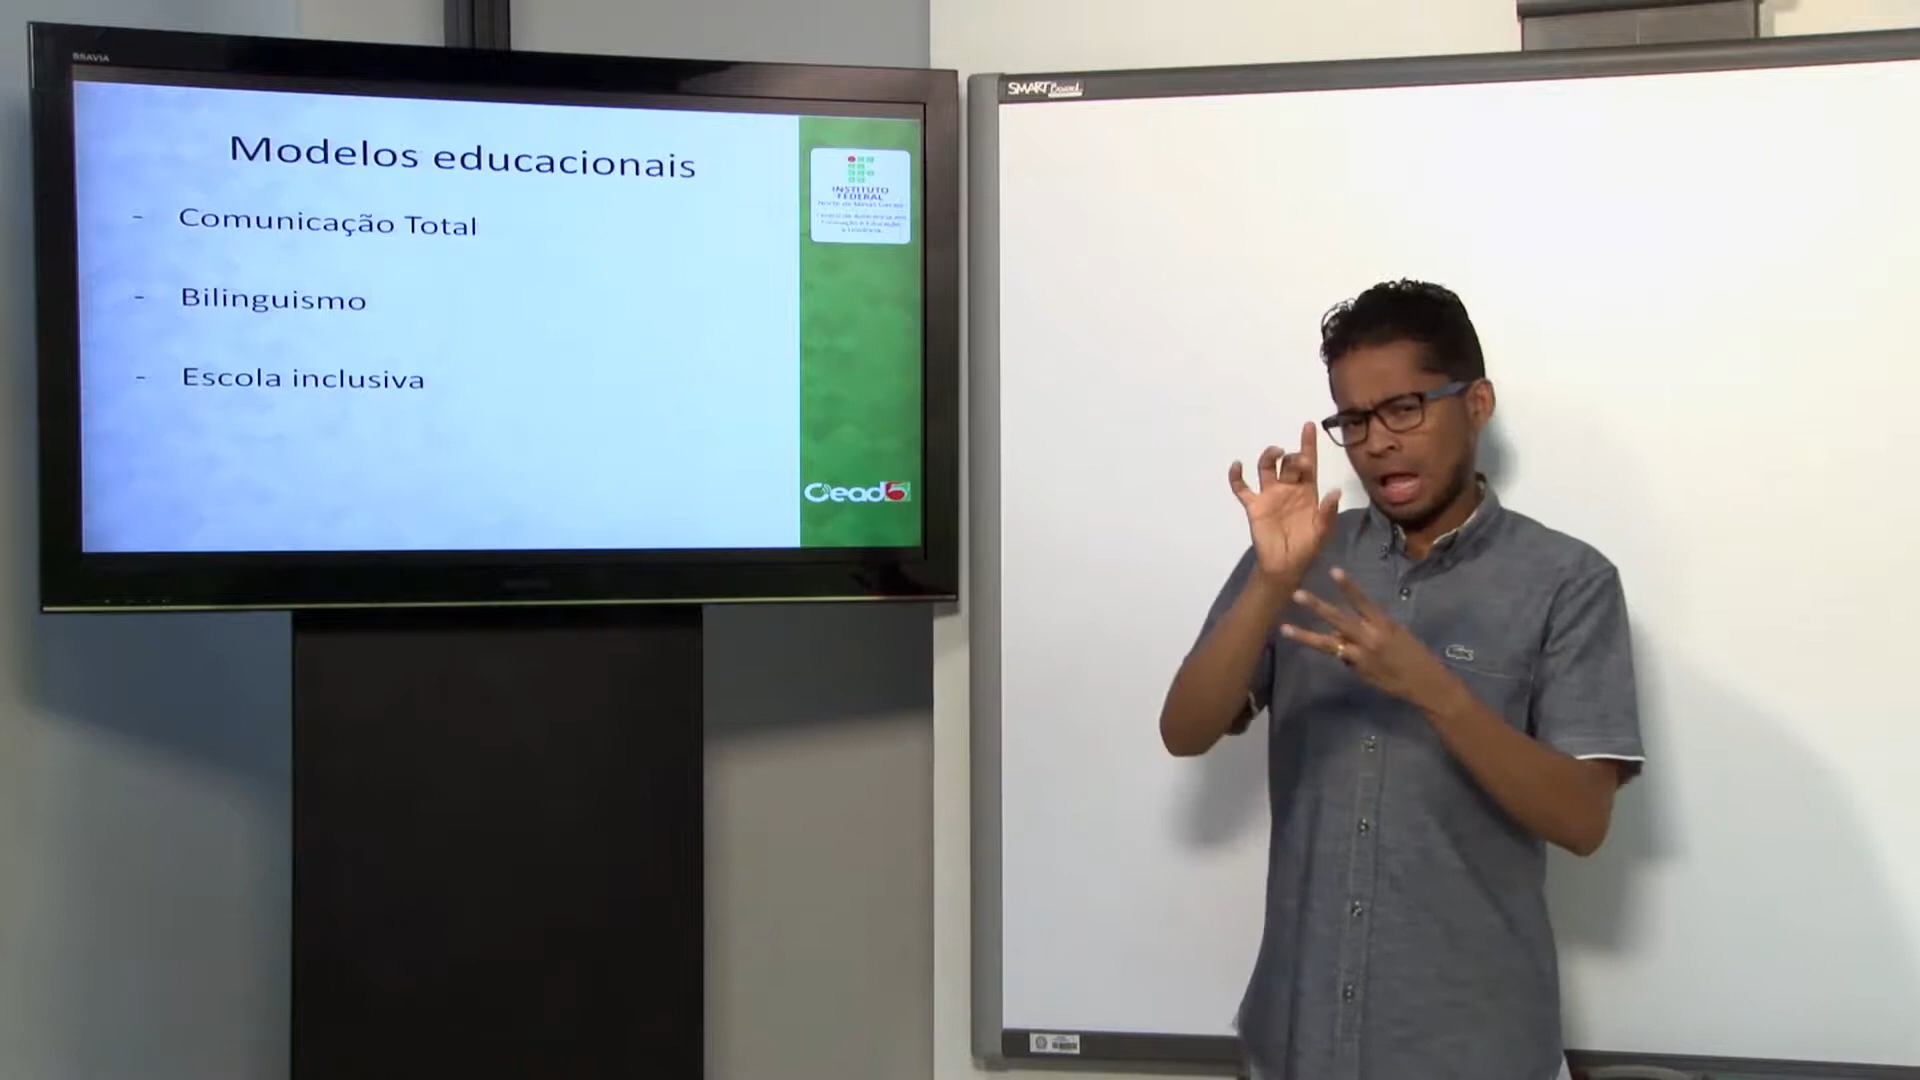 BRAVIA
Modelos educacionais
- Comunicação Total
- Bilinguismo
- Escola inclusiva
INSTITUTO
FEDERAL
Norte de Minas Gerais
Cead
SMART Board